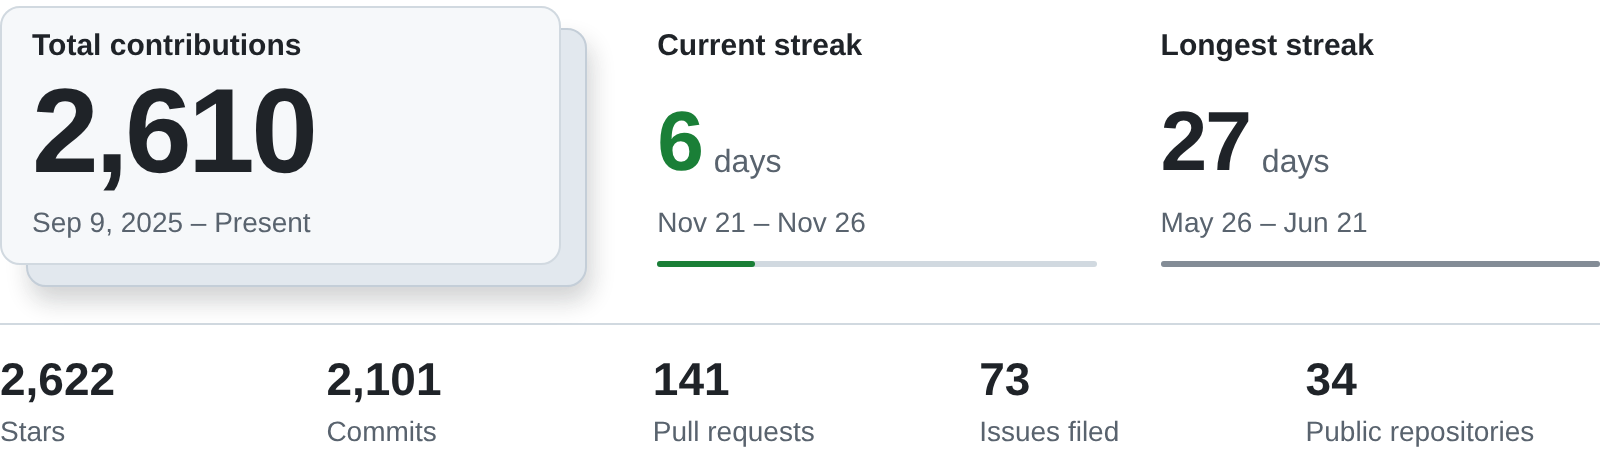 Total contributions
2,610
Sep 9, 2025 – Present
Current streak
6 days
Nov 21 – Nov 26
Longest streak
27 days
May 26 – Jun 21
2,622
Stars
2,101
Commits
141
Pull requests
73
Issues filed
34
Public repositories